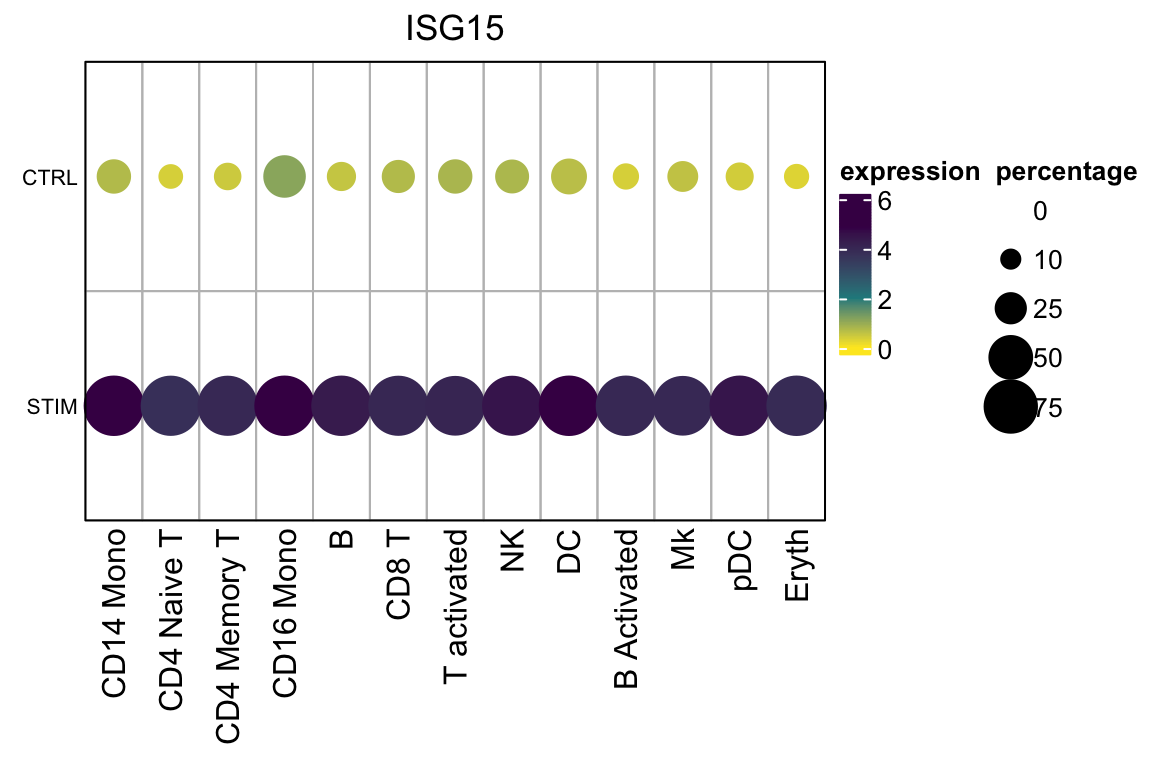 ISG15
CTRL
STIM
CD14 Mono
CD4 Naive T
CD4 Memory T
CD16 Mono
B
CD8 T
T activated
NK
DC
B Activated
Mk
pDC
Eryth
expression
6
4
2
0
percentage
0
10
25
50
75